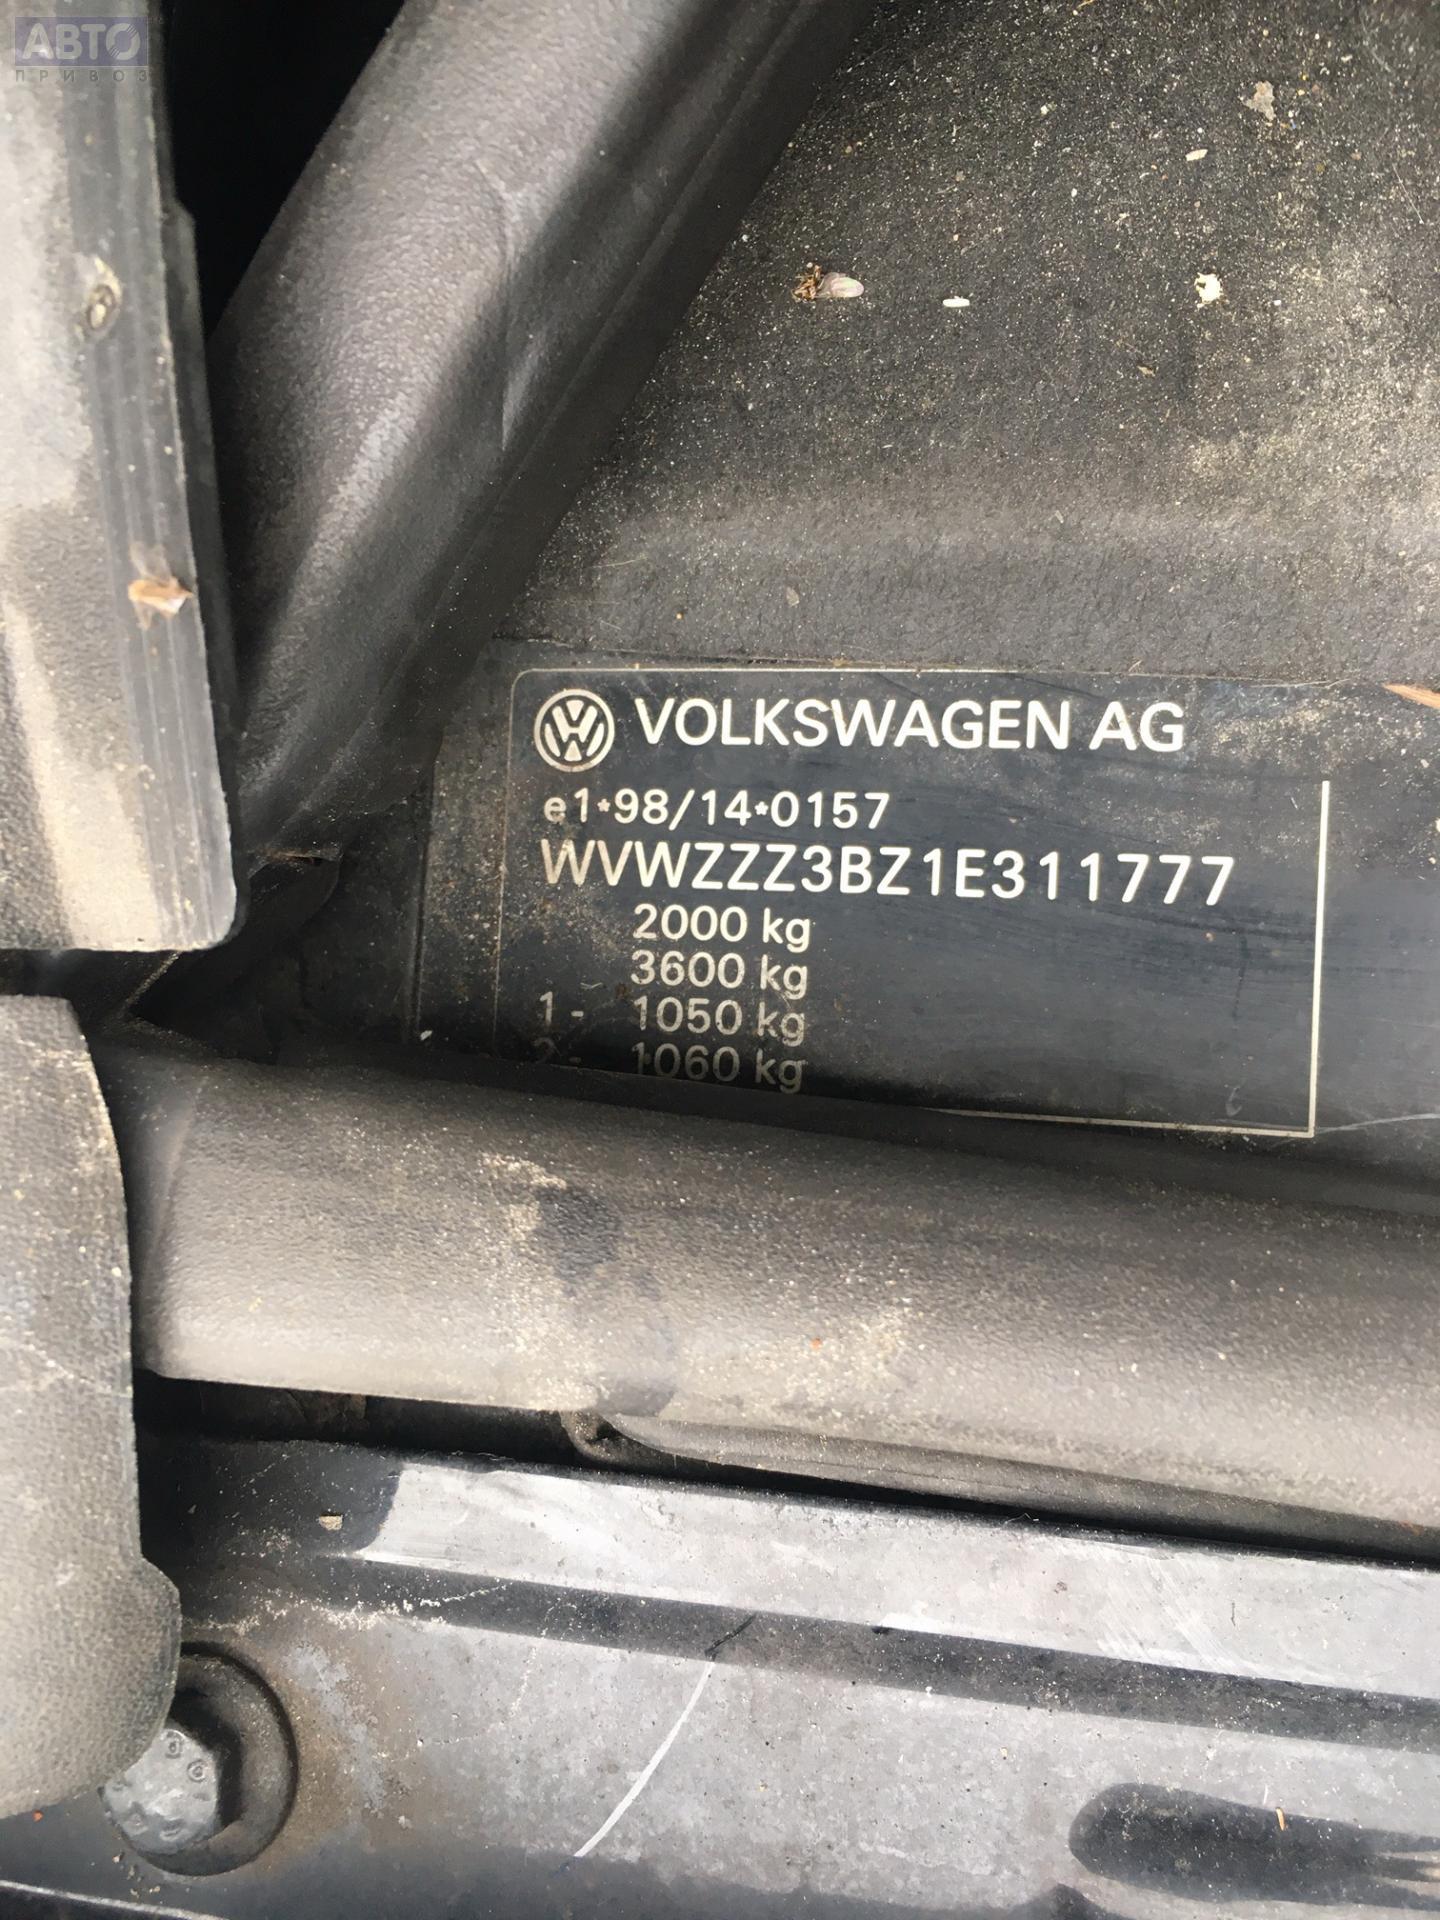 АВТО
ПРИВОЗ
VOLKSWAGEN AG
e1*98/14*0157
WVWZZZ3BZ1E311777
2000 kg
3600 kg
1 - 1050 kg
2 - 1060 kg